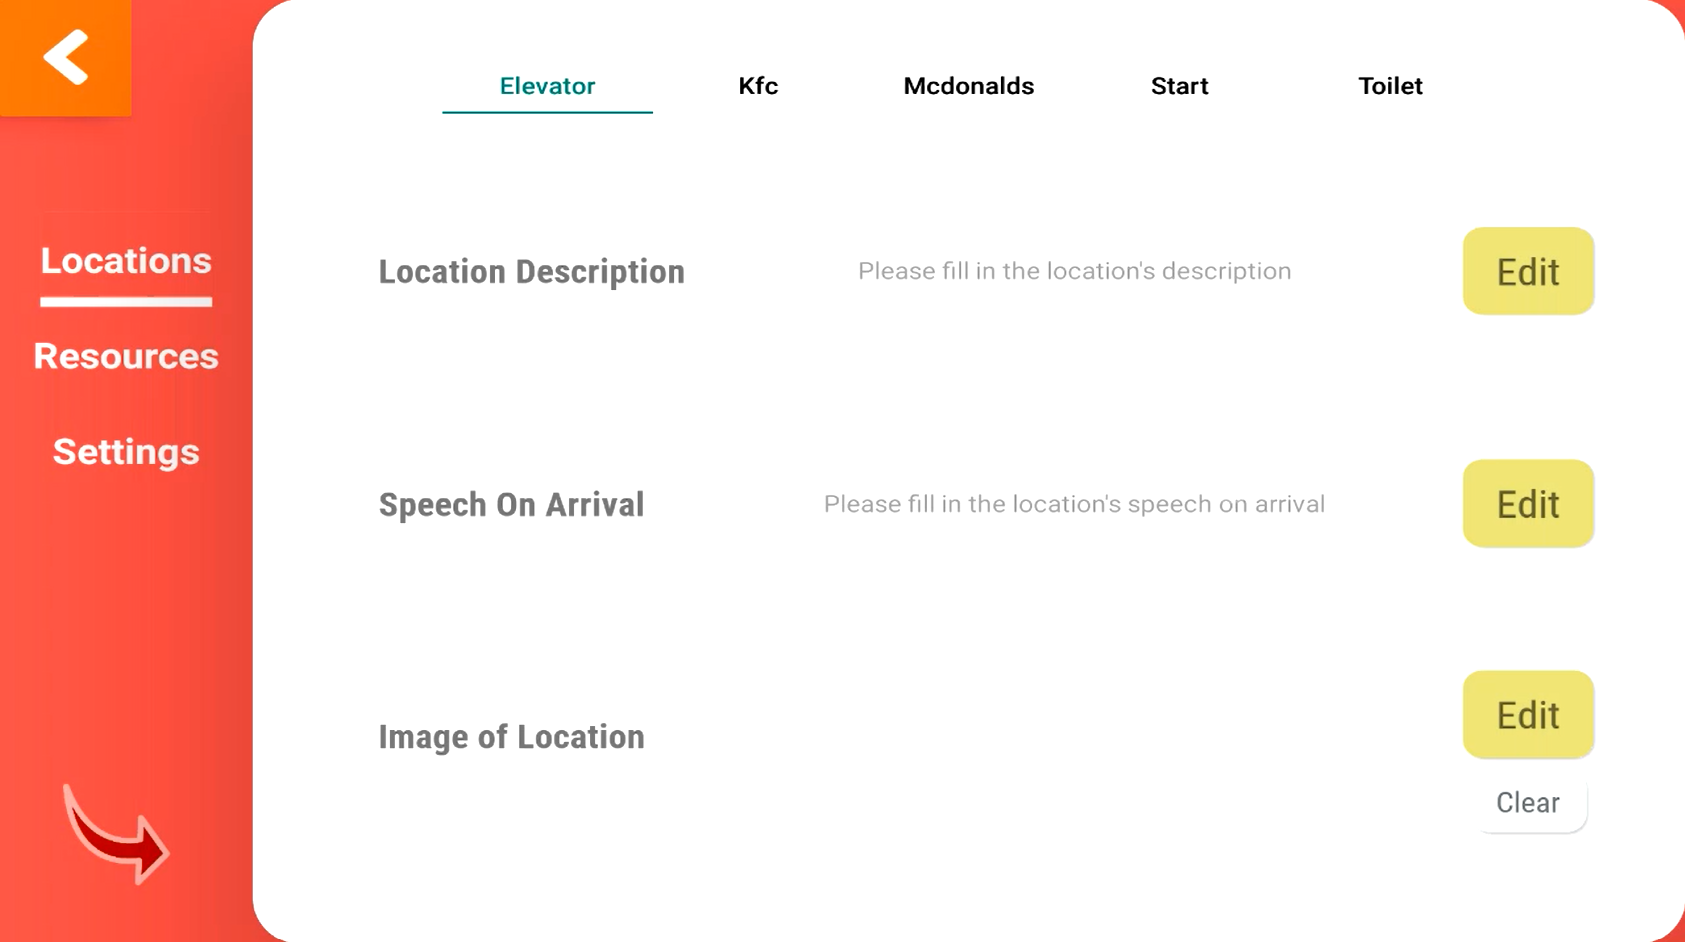 Elevator Kfc Mcdonalds Start Toilet
Locations
Resources
Settings
Location Description Please fill in the location's description Edit
Speech On Arrival Please fill in the location's speech on arrival Edit
Image of Location Edit
Clear